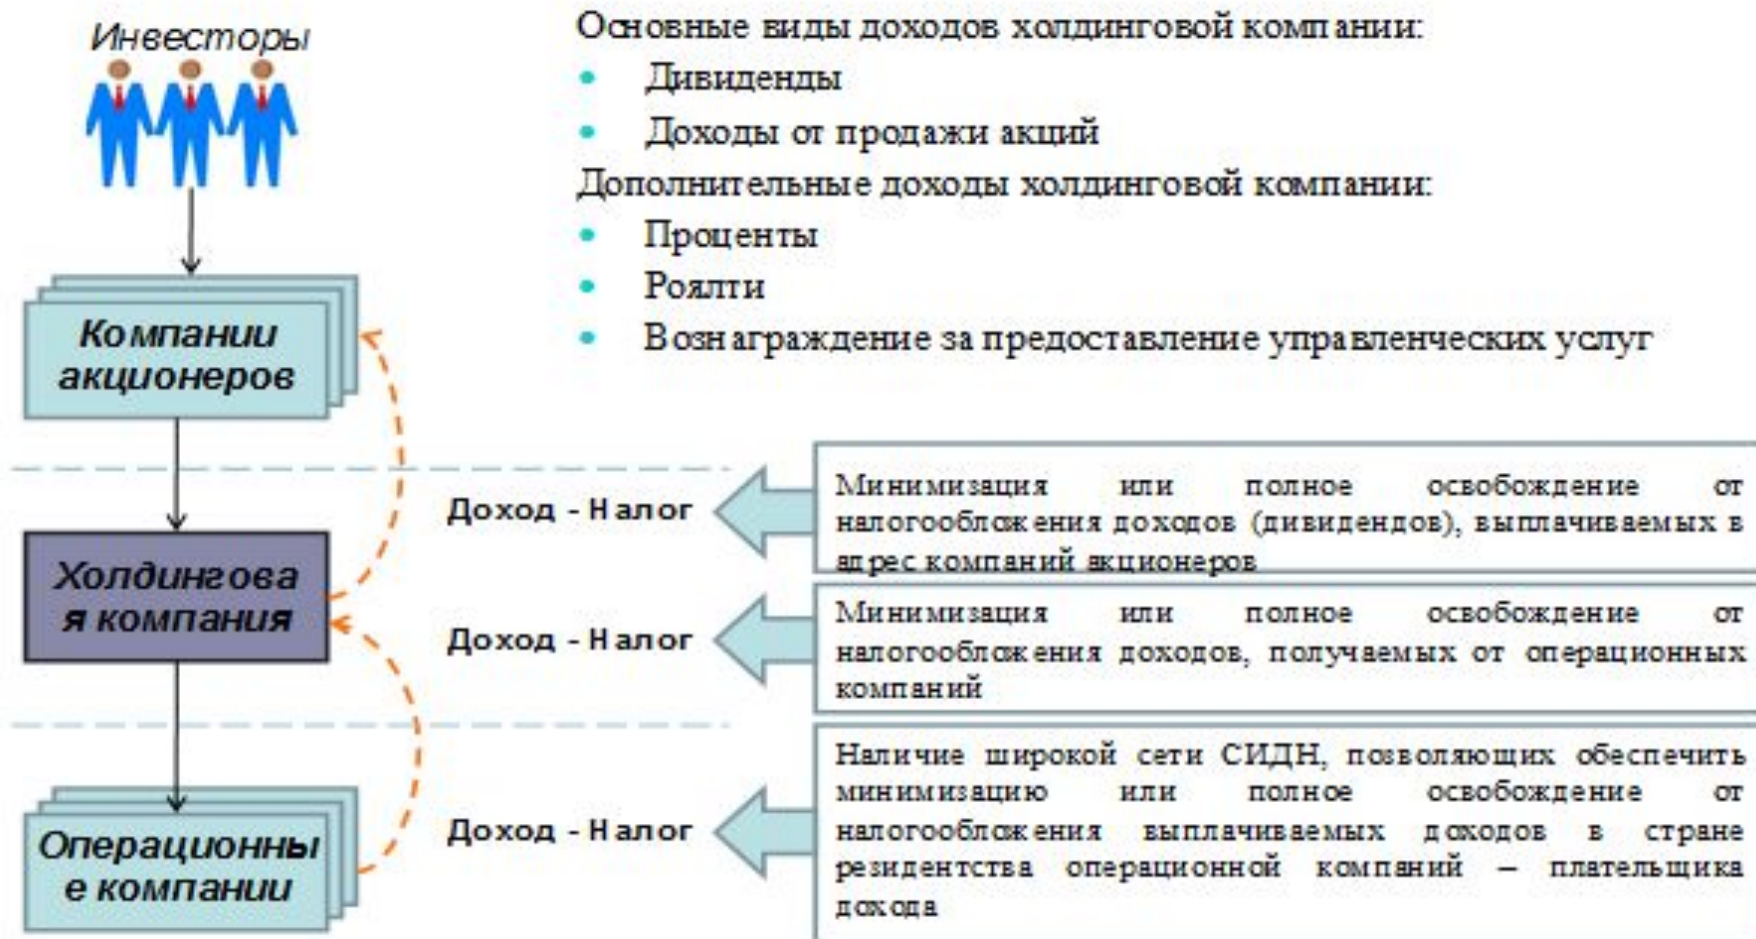 Инвесторы
Основные виды доходов холдинговой компании:
• Дивиденды
• Доходы от продажи акций
Дополнительные доходы холдинговой компании:
• Проценты
• Роялти
• Вознаграждение за предоставление управленческих услуг
Компании
акционеров
Доход - Налог
Минимизация или полное освобождение от
налогообложения доходов (дивидендов), выплачиваемых в
адрес компаний акционеров
Холдингова
я компания
Доход - Налог
Минимизация или полное освобождение от
налогообложения доходов, получаемых от операционных
компаний
Операционны
е компании
Доход - Налог
Наличие широкой сети СИДН, позволяющих обеспечить
минимизацию или полное освобождение от
налогообложения выплачиваемых доходов в стране
резидентства операционной компаний – плательщика
дохода